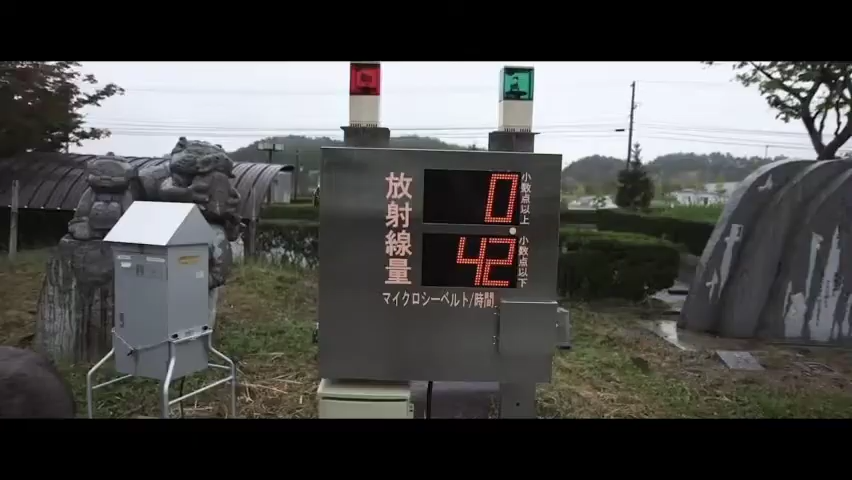 放射線量
0
小数点以上
42
小数点以下
マイクロシーベルト/時間